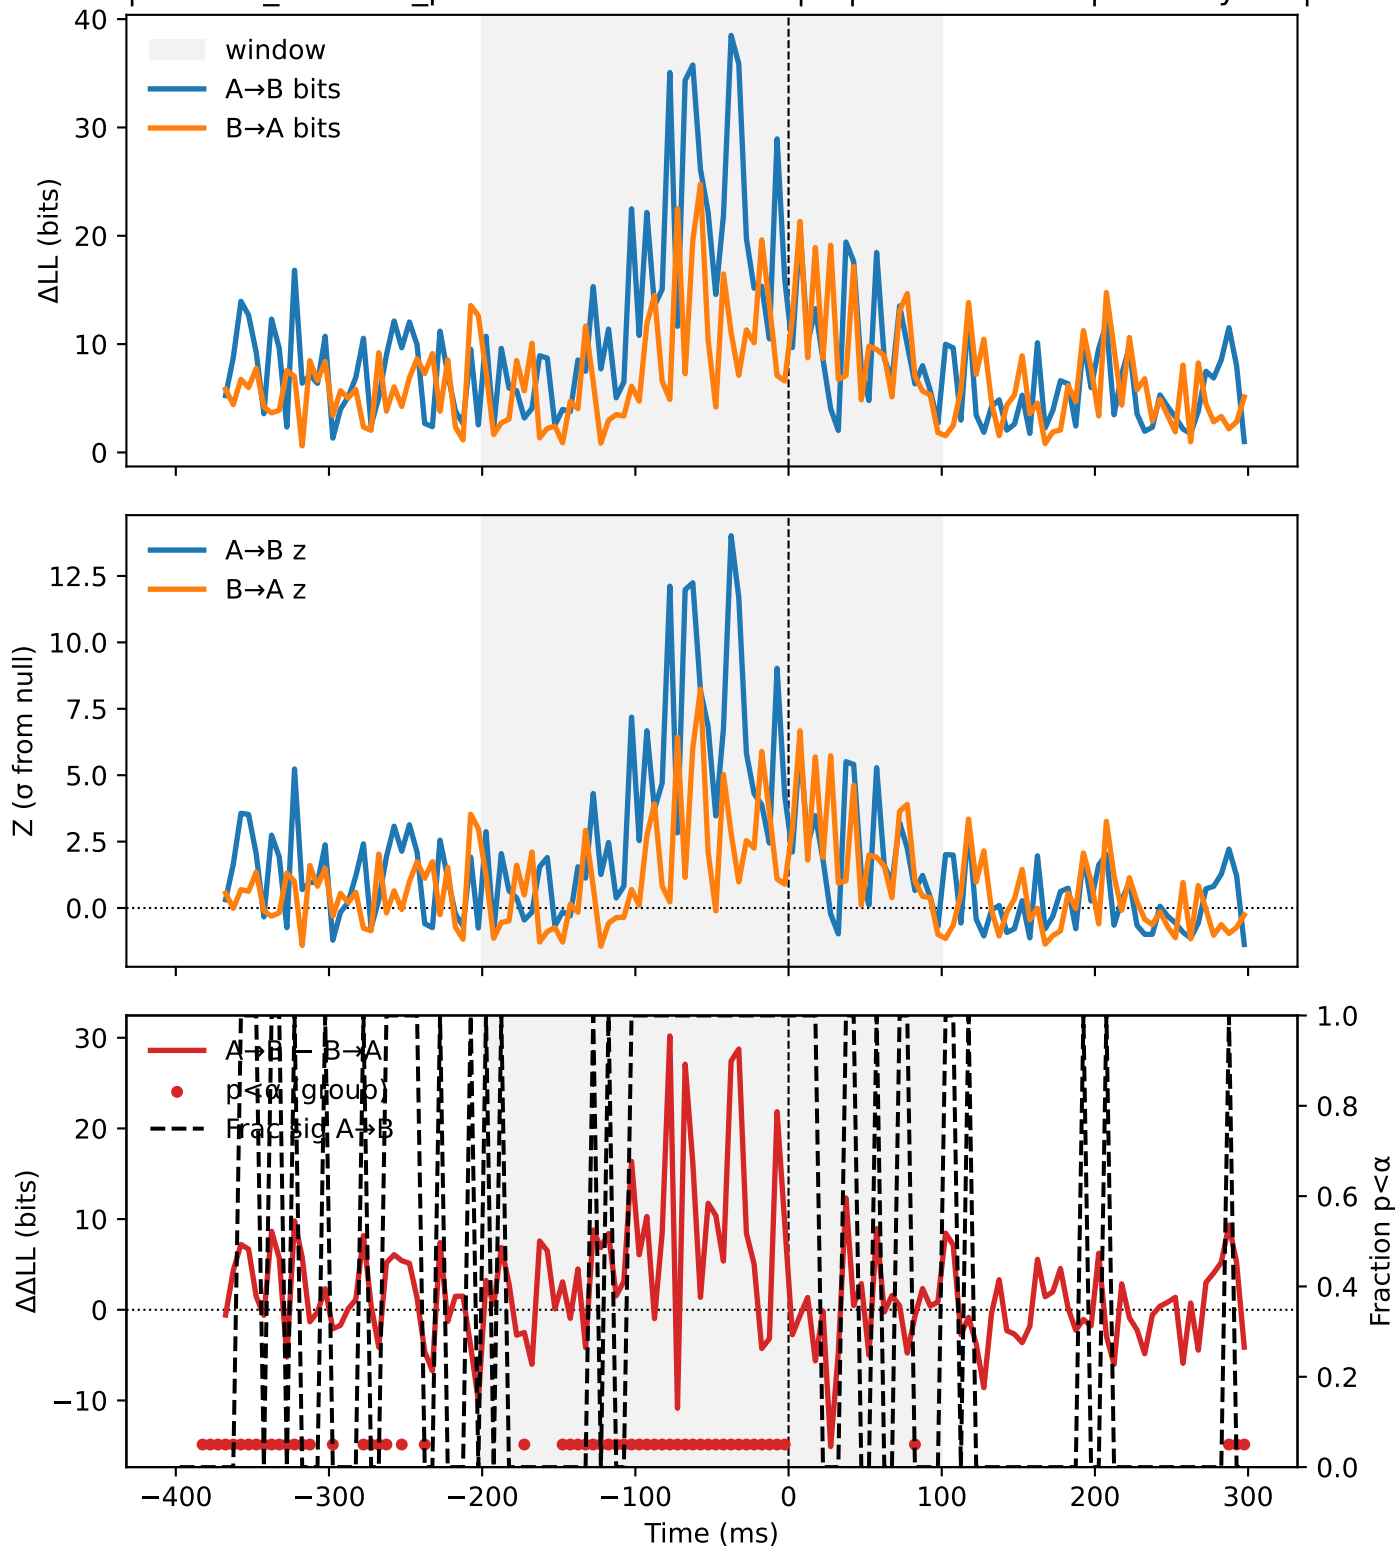 40
30
20
10
0
ΔLL (bits)
window
A→B bits
B→A bits
12.5
10.0
7.5
5.0
2.5
0.0
Z (σ from null)
A→B z
B→A z
30
20
10
0
−10
ΔΔLL (bits)
A→B − B→A
p<α (group)
Frac sig A→B
1.0
0.8
0.6
0.4
0.2
0.0
Fraction p<α
−400 −300 −200 −100 0 100 200 300
Time (ms)